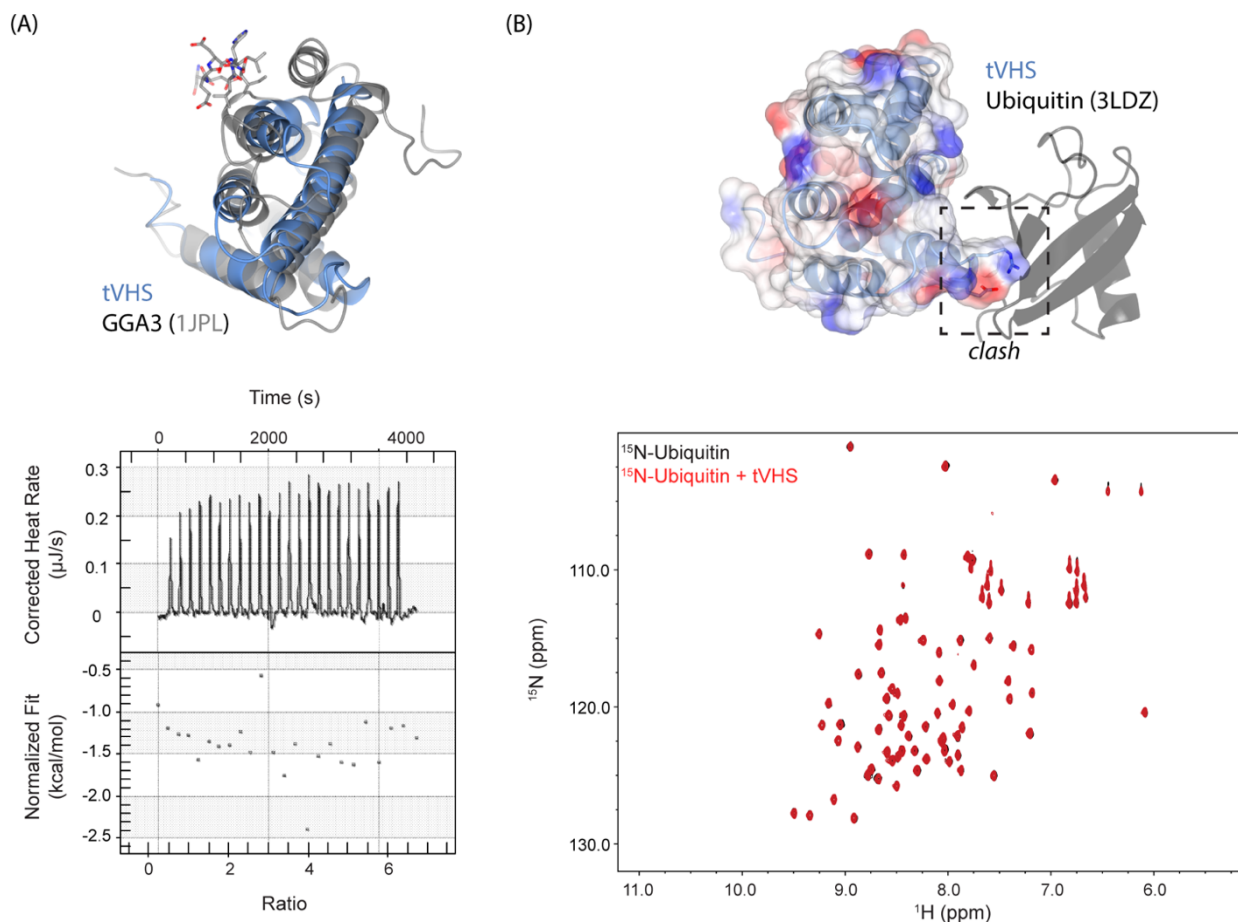 (A)
tVHS
GGA3 (1JPL)
(B)
tVHS
Ubiquitin (3LDZ)
clash
Time (s)
0 2000 4000
Corrected Heat Rate
(µJ/s)
0.3
0.2
0.1
0
Normalized Fit
(kcal/mol)
-0.5
-1.0
-1.5
-2.0
-2.5
0 2 4 6
Ratio
¹⁵N-Ubiquitin
¹⁵N-Ubiquitin + tVHS
¹⁵N (ppm)
110.0
120.0
130.0
11.0 10.0 9.0 8.0 7.0 6.0
¹H (ppm)